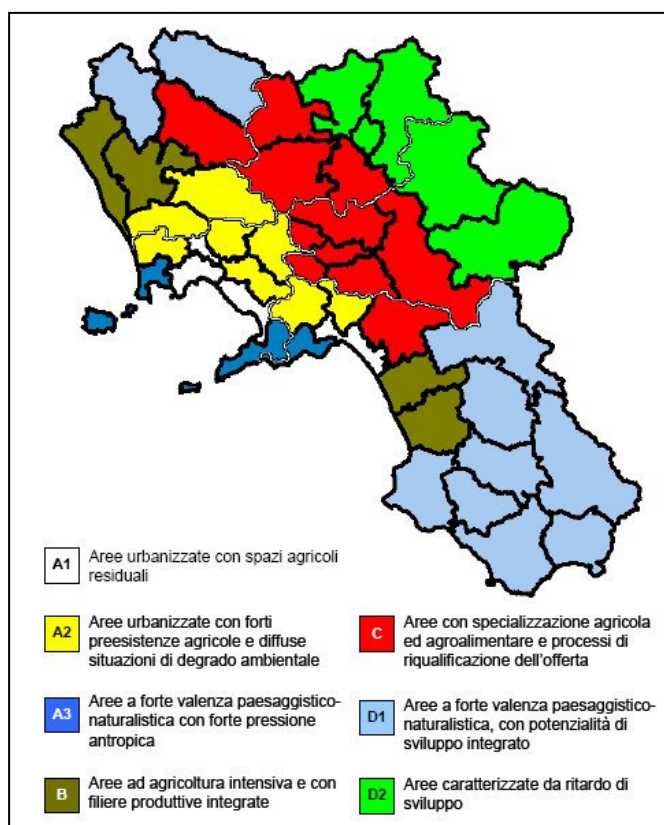 A1
Aree urbanizzate con spazi agricoli
residuali
A2
Aree urbanizzate con forti
preesistenze agricole e diffuse
situazioni di degrado ambientale
A3
Aree a forte valenza paesaggistico-
naturalistica con forte pressione
antropica
B
Aree ad agricoltura intensiva e con
filiere produttive integrate
C
Aree con specializzazione agricola
ed agroalimentare e processi di
riqualificazione dell'offerta
D1
Aree a forte valenza paesaggistico-
naturalistica, con potenzialità di
sviluppo integrato
D2
Aree caratterizzate da ritardo di
sviluppo